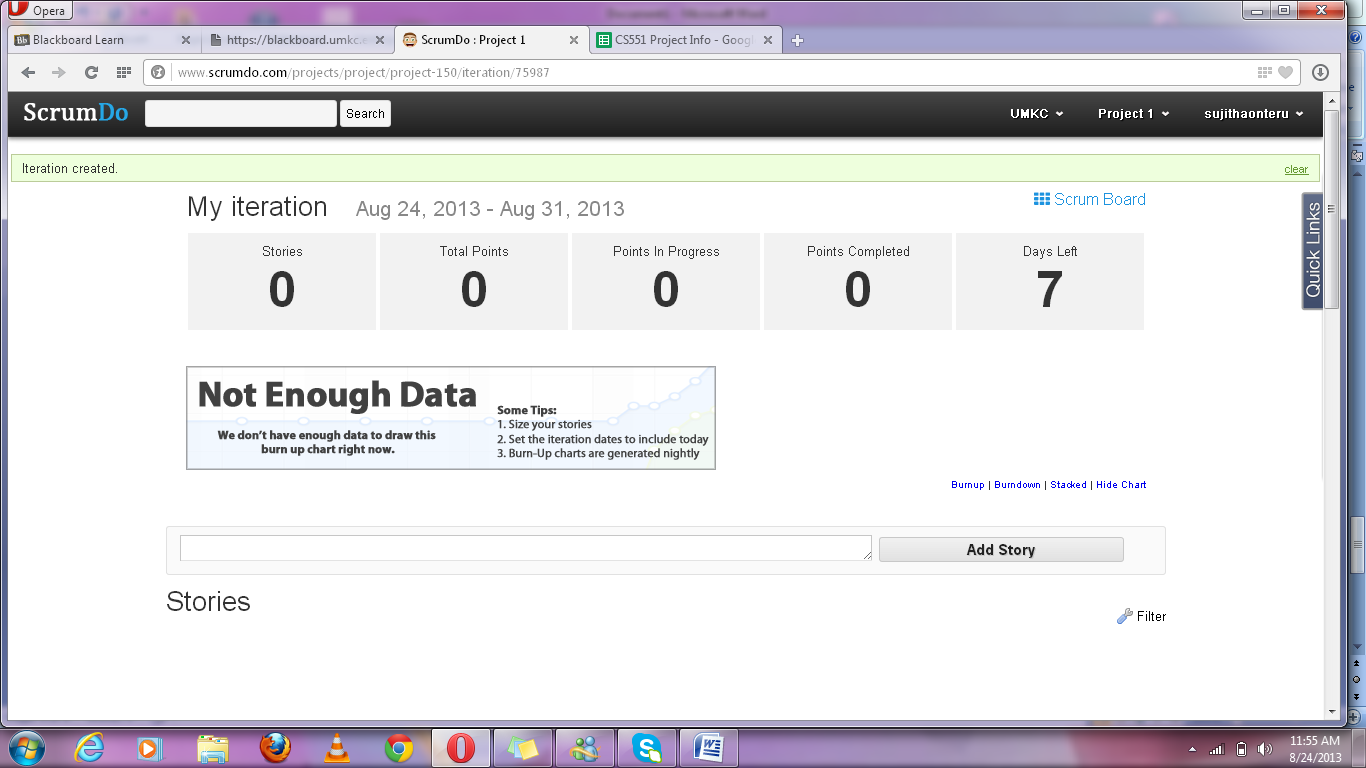 Opera
Blackboard Learn
https://blackboard.umkc.e
ScrumDo : Project 1
CS551 Project Info - Goog
www.scrumdo.com/projects/project/project-150/iteration/75987
ScrumDo
Search
UMKC
Project 1
sujithaonteru
Iteration created.
clear
My iteration Aug 24, 2013 - Aug 31, 2013
Scrum Board
Quick Links
Stories
0
Total Points
0
Points In Progress
0
Points Completed
0
Days Left
7
Not Enough Data
We don't have enough data to draw this
burn up chart right now.
Some Tips:
1. Size your stories
2. Set the iteration dates to include today
3. Burn-Up charts are generated nightly
Burnup | Burndown | Stacked | Hide Chart
Add Story
Stories
Filter
11:55 AM
8/24/2013